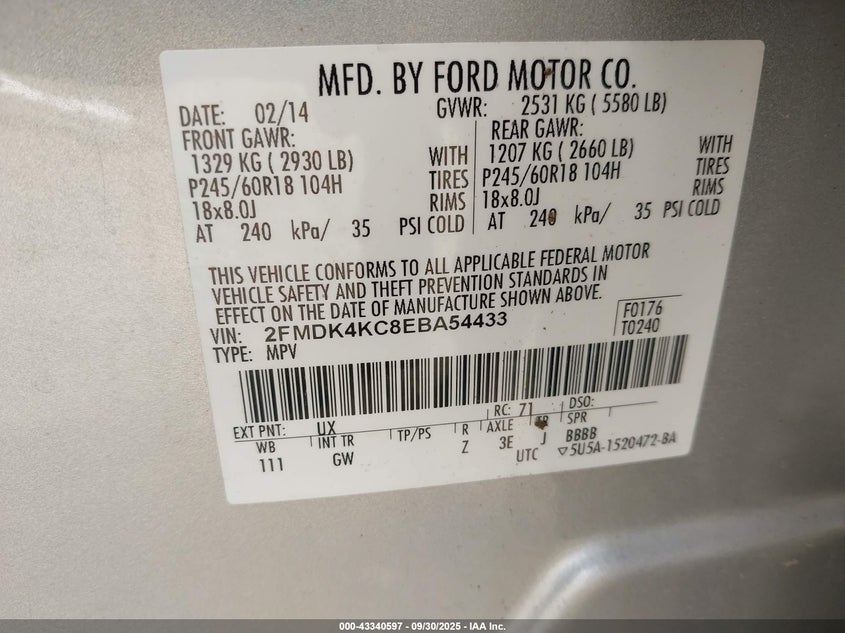 MFD. BY FORD MOTOR CO.
DATE: 02/14 GVWR: 2531 KG ( 5580 LB)
FRONT GAWR: REAR GAWR:
1329 KG ( 2930 LB) WITH 1207 KG ( 2660 LB) WITH
P245/60R18 104H TIRES P245/60R18 104H TIRES
18x8.0J RIMS 18x8.0J RIMS
AT 240 kPa/ 35 PSI COLD AT 240 kPa/ 35 PSI COLD
THIS VEHICLE CONFORMS TO ALL APPLICABLE FEDERAL MOTOR
VEHICLE SAFETY AND THEFT PREVENTION STANDARDS IN
EFFECT ON THE DATE OF MANUFACTURE SHOWN ABOVE.
VIN: 2FMDK4KC8EBA54433 F0176
TYPE: MPV T0240
EXT PNT: UX RC: 71 DSO:
WB INT TR TP/PS R AXLE TR SPR
111 GW Z 3E J BBBB
UTC ▽5U5A-1520472-BA
000-43340597 - 09/30/2025 - IAA Inc.